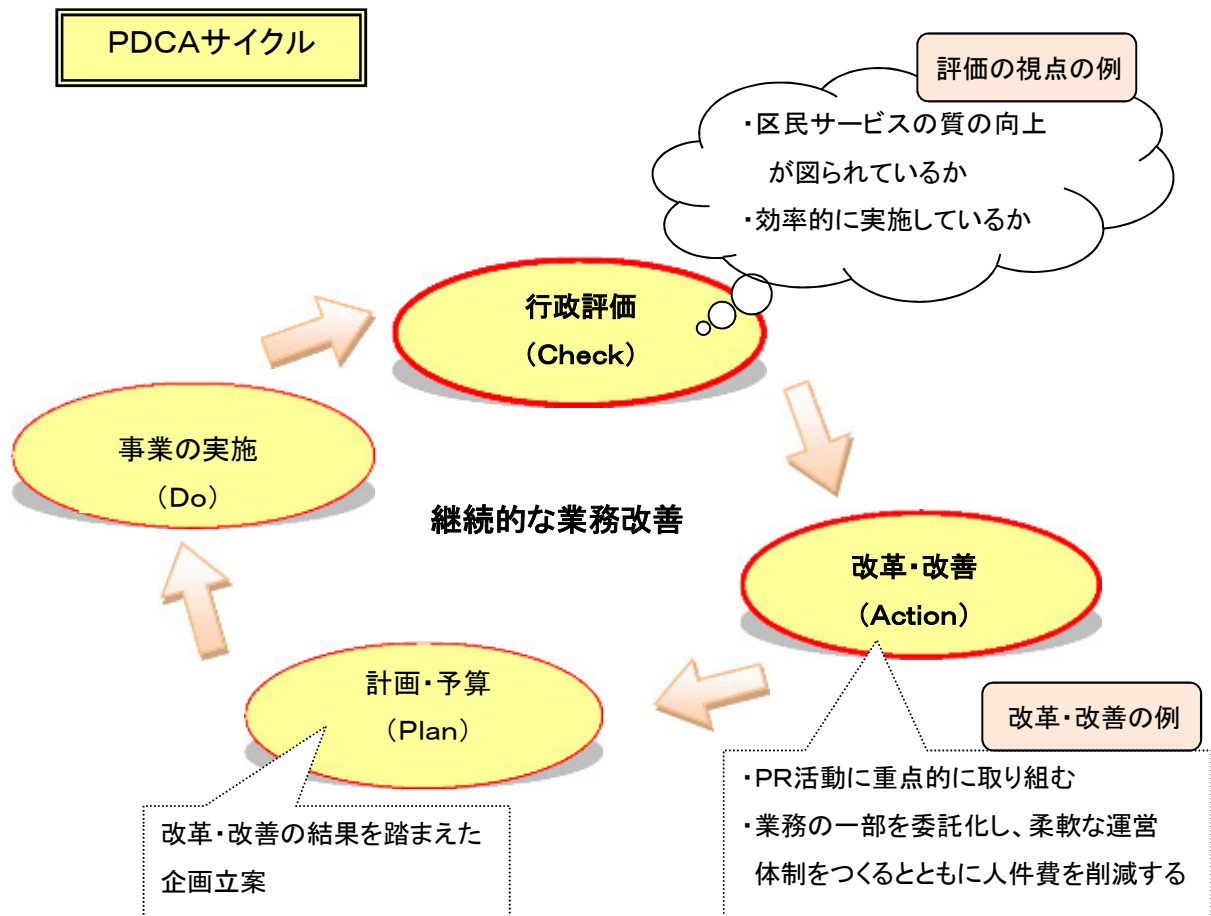 PDCAサイクル
評価の視点の例
・区民サービスの質の向上
が図られているか
・効率的に実施しているか
行政評価
（Check）
事業の実施
（Do）
継続的な業務改善
改革・改善
（Action）
計画・予算
（Plan）
改革・改善の例
・PR活動に重点的に取り組む
・業務の一部を委託化し、柔軟な運営
体制をつくるとともに人件費を削減する
改革・改善の結果を踏まえた
企画立案